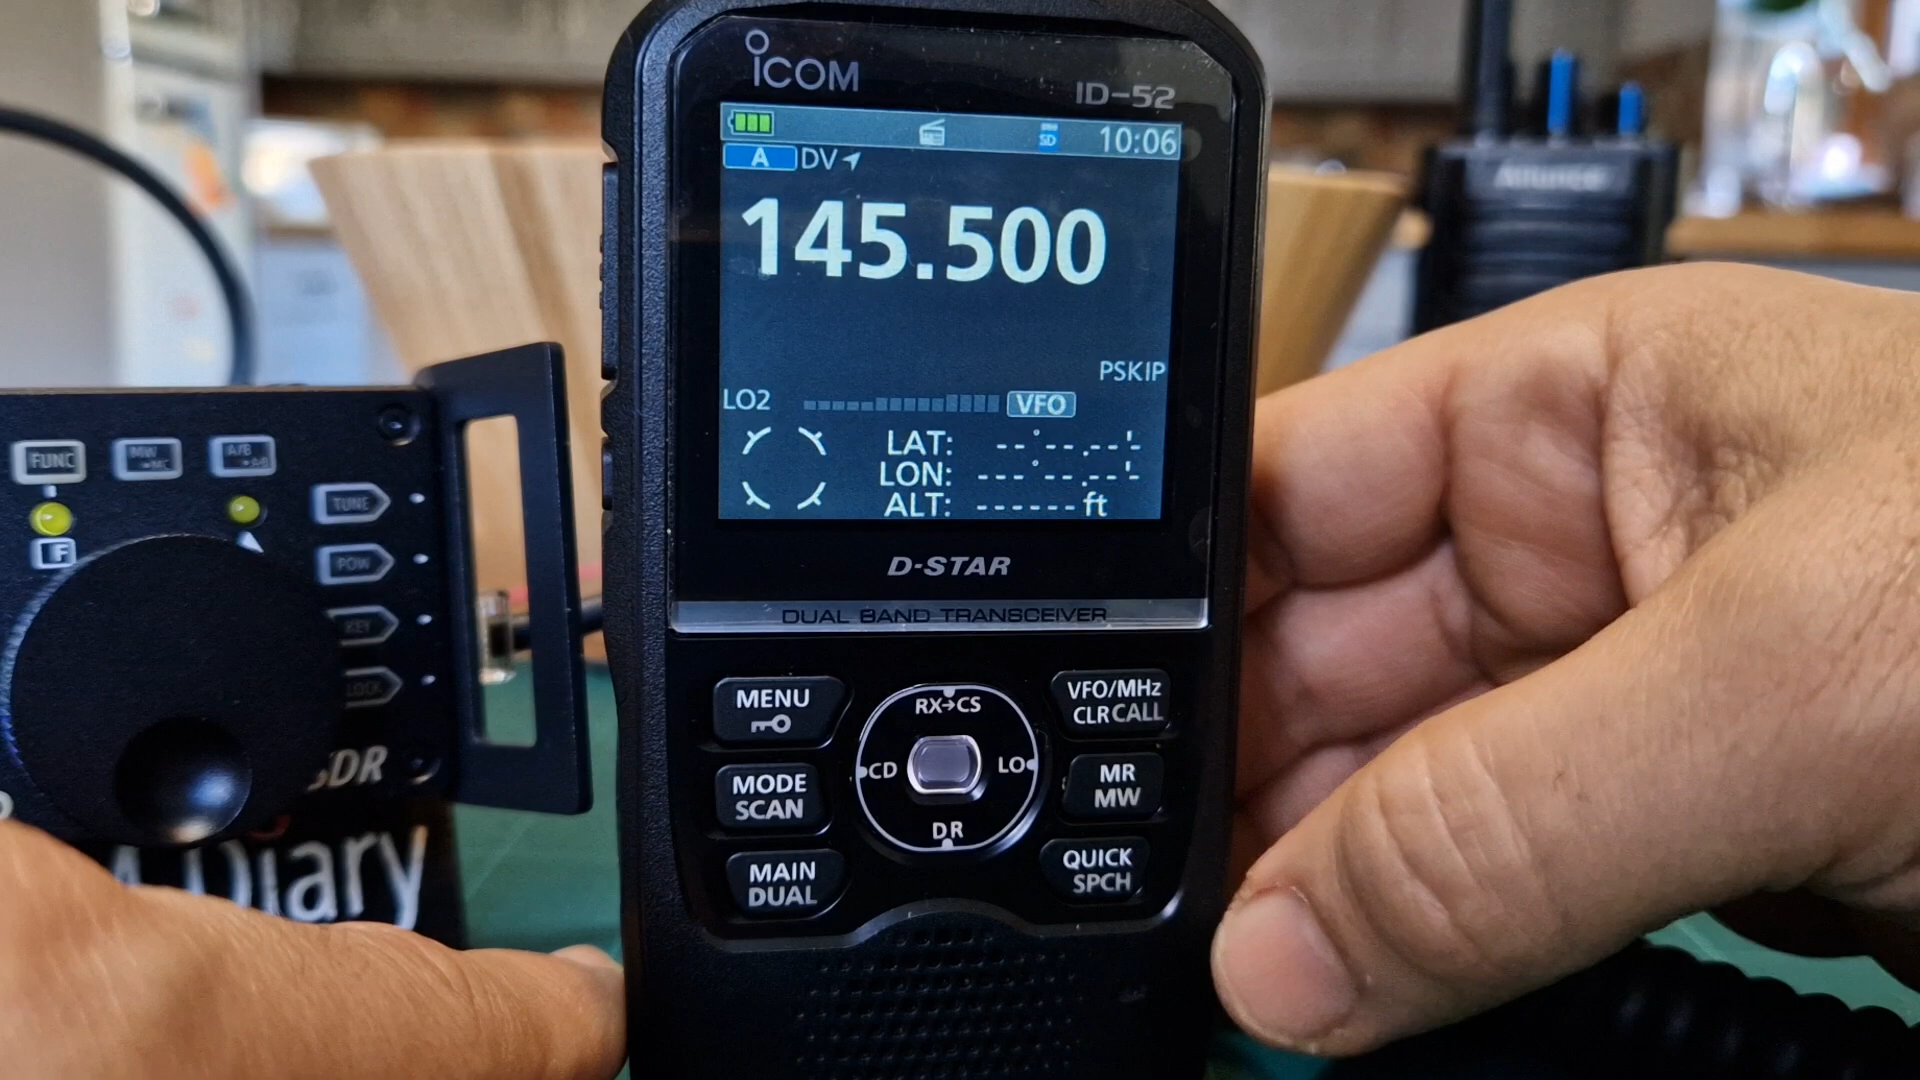 ICOM
ID-52
SD
10:06
A DV
145.500
PSKIP
LO2
VFO
LAT: --°--.--'-
LON: ---°--.--'-
ALT: ------ft
D-STAR
DUAL BAND TRANSCEIVER
MENU
RX→CS
VFO/MHz
CLR CALL
MODE
SCAN
CD
LO
MR
MW
DR
MAIN
DUAL
QUICK
SPCH
FUNC
MW
A/B
TUNE
F
POW
KEY
LOCK
SDR
Diary